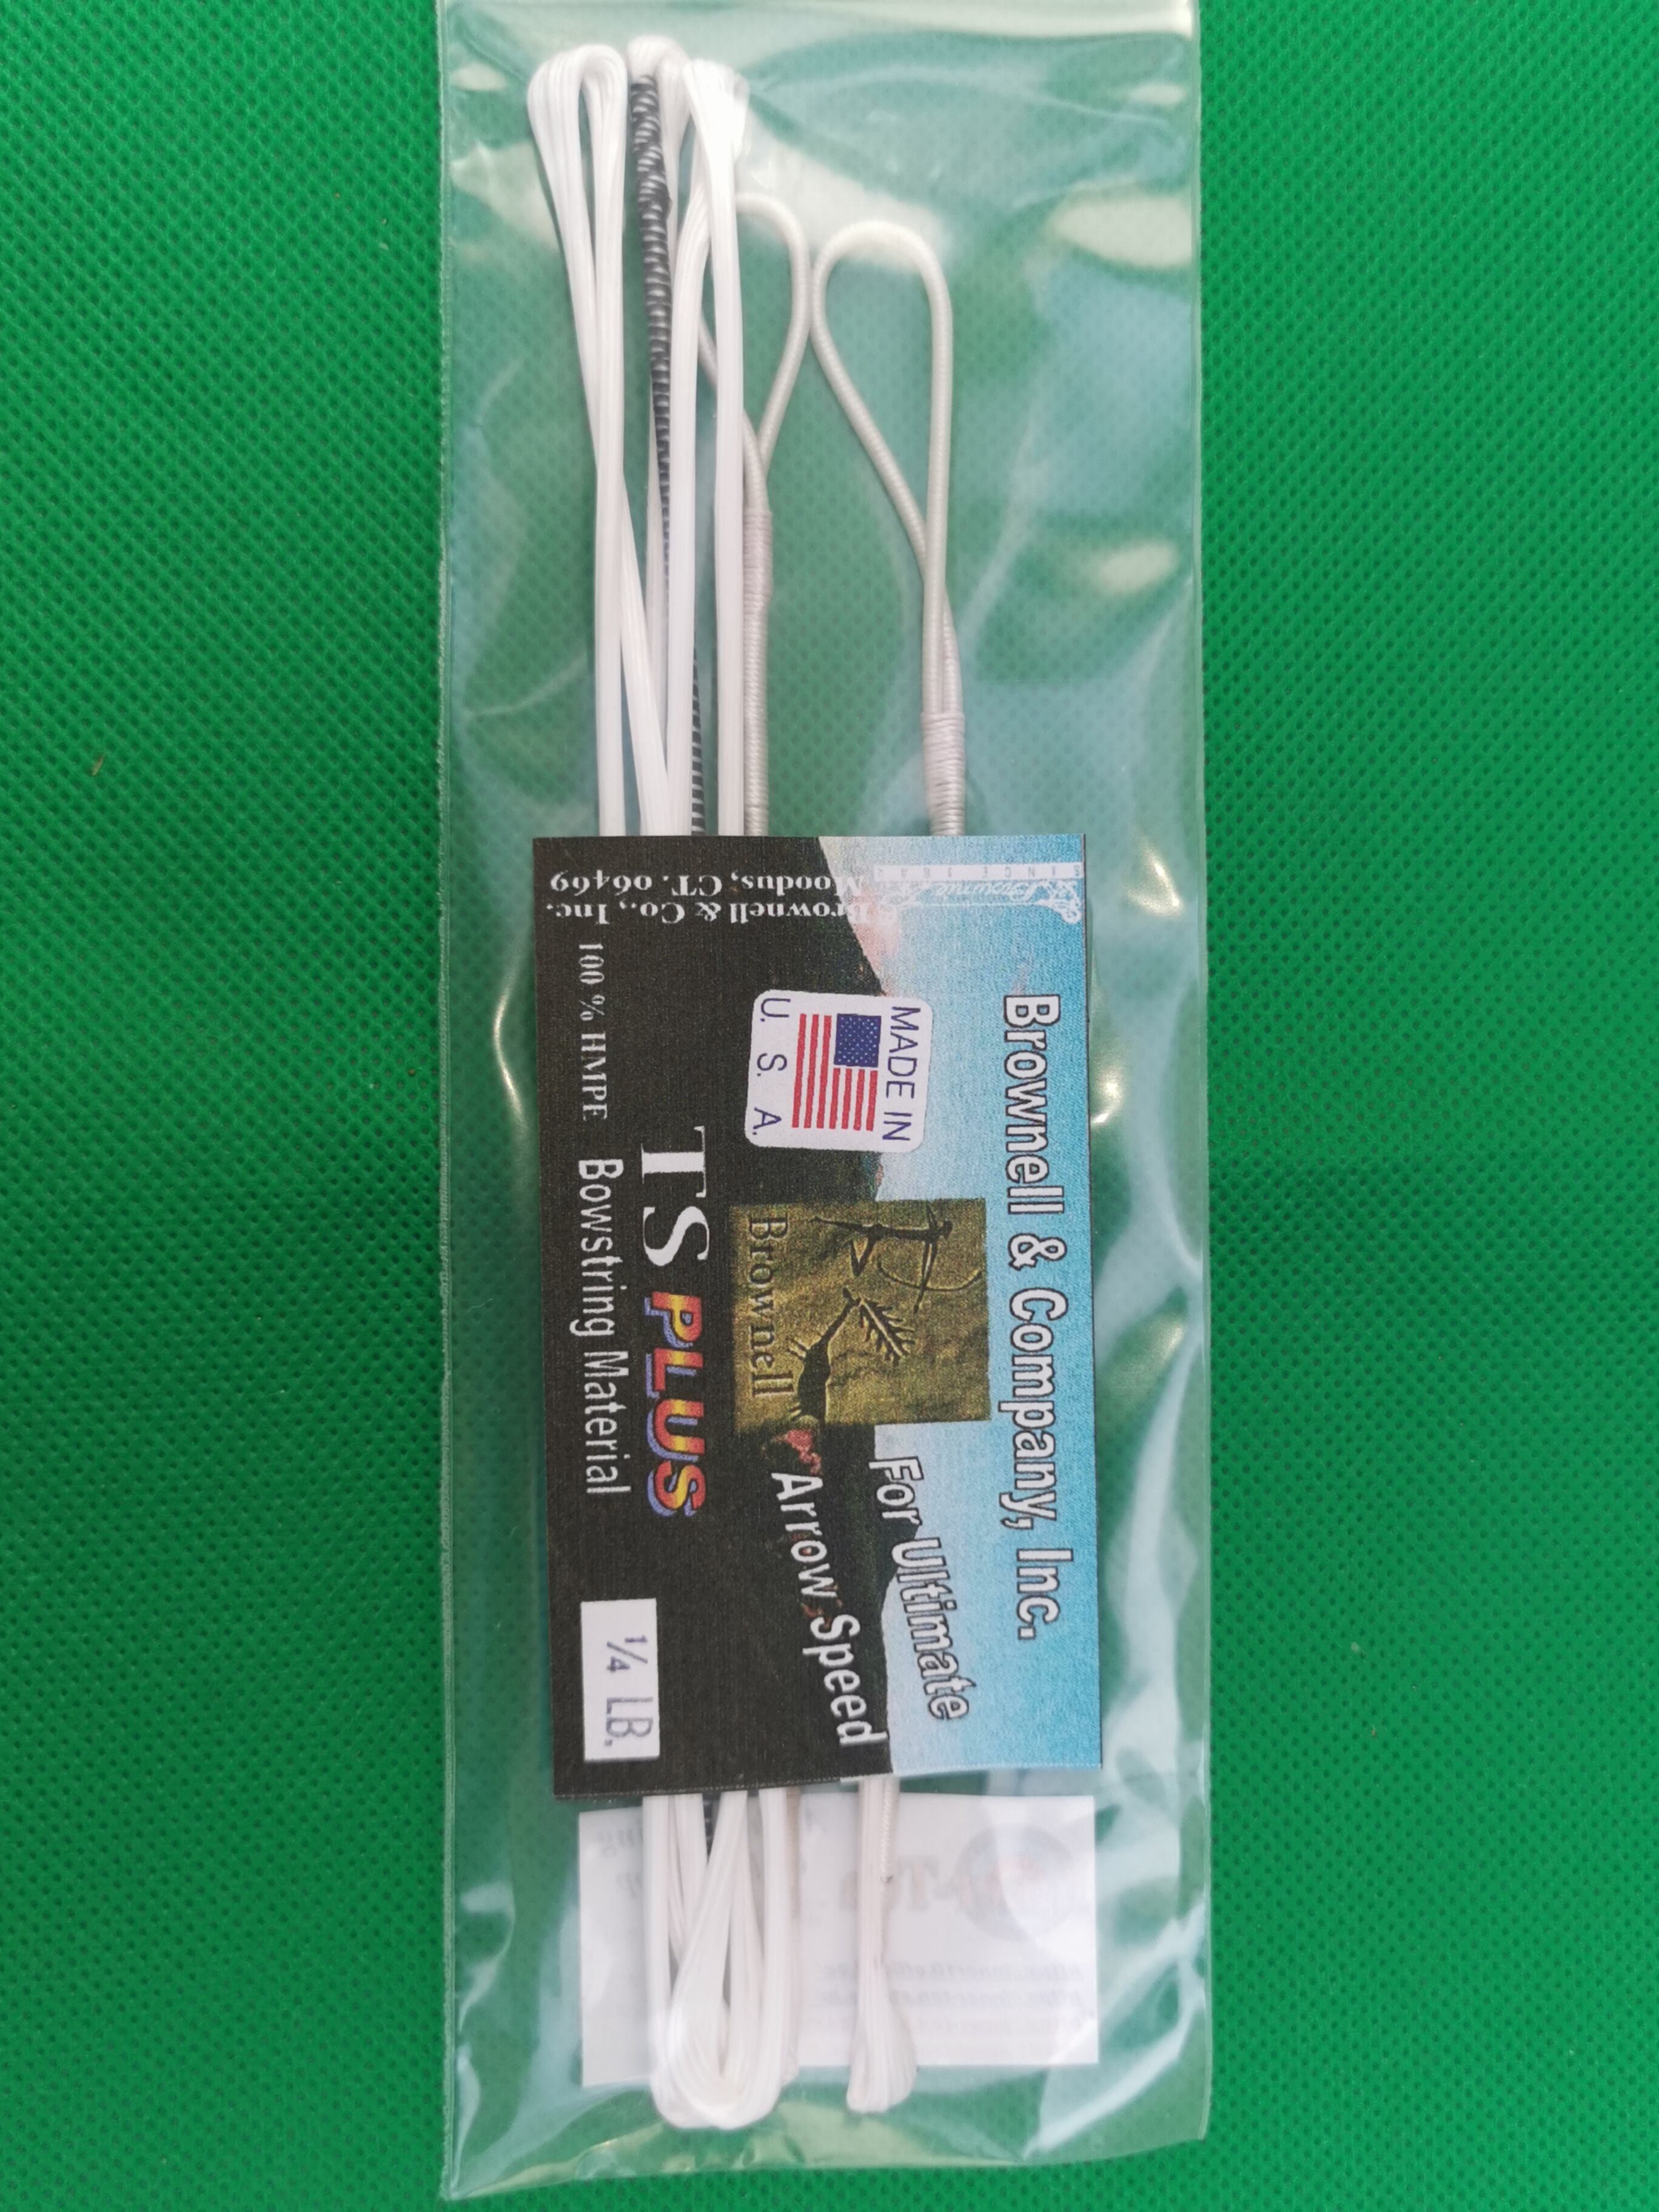 Brownell & Company, Inc.
For Ultimate
Arrow Speed
MADE IN
U. S. A.
Brownell
TS PLUS
100 % HMPE Bowstring Material
1/4 LB.
Brownell & Co., Inc.
Moodus, CT. 06469